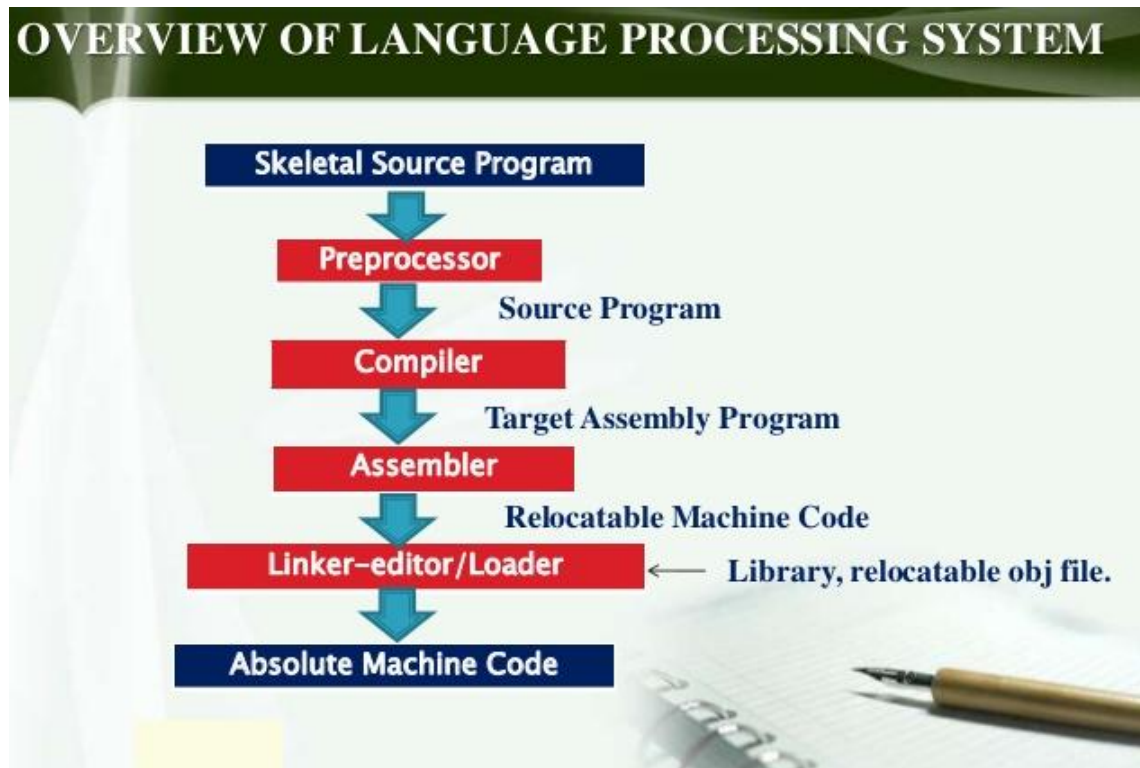 OVERVIEW OF LANGUAGE PROCESSING SYSTEM
Skeletal Source Program
Preprocessor
Source Program
Compiler
Target Assembly Program
Assembler
Relocatable Machine Code
Linker-editor/Loader
Library, relocatable obj file.
Absolute Machine Code